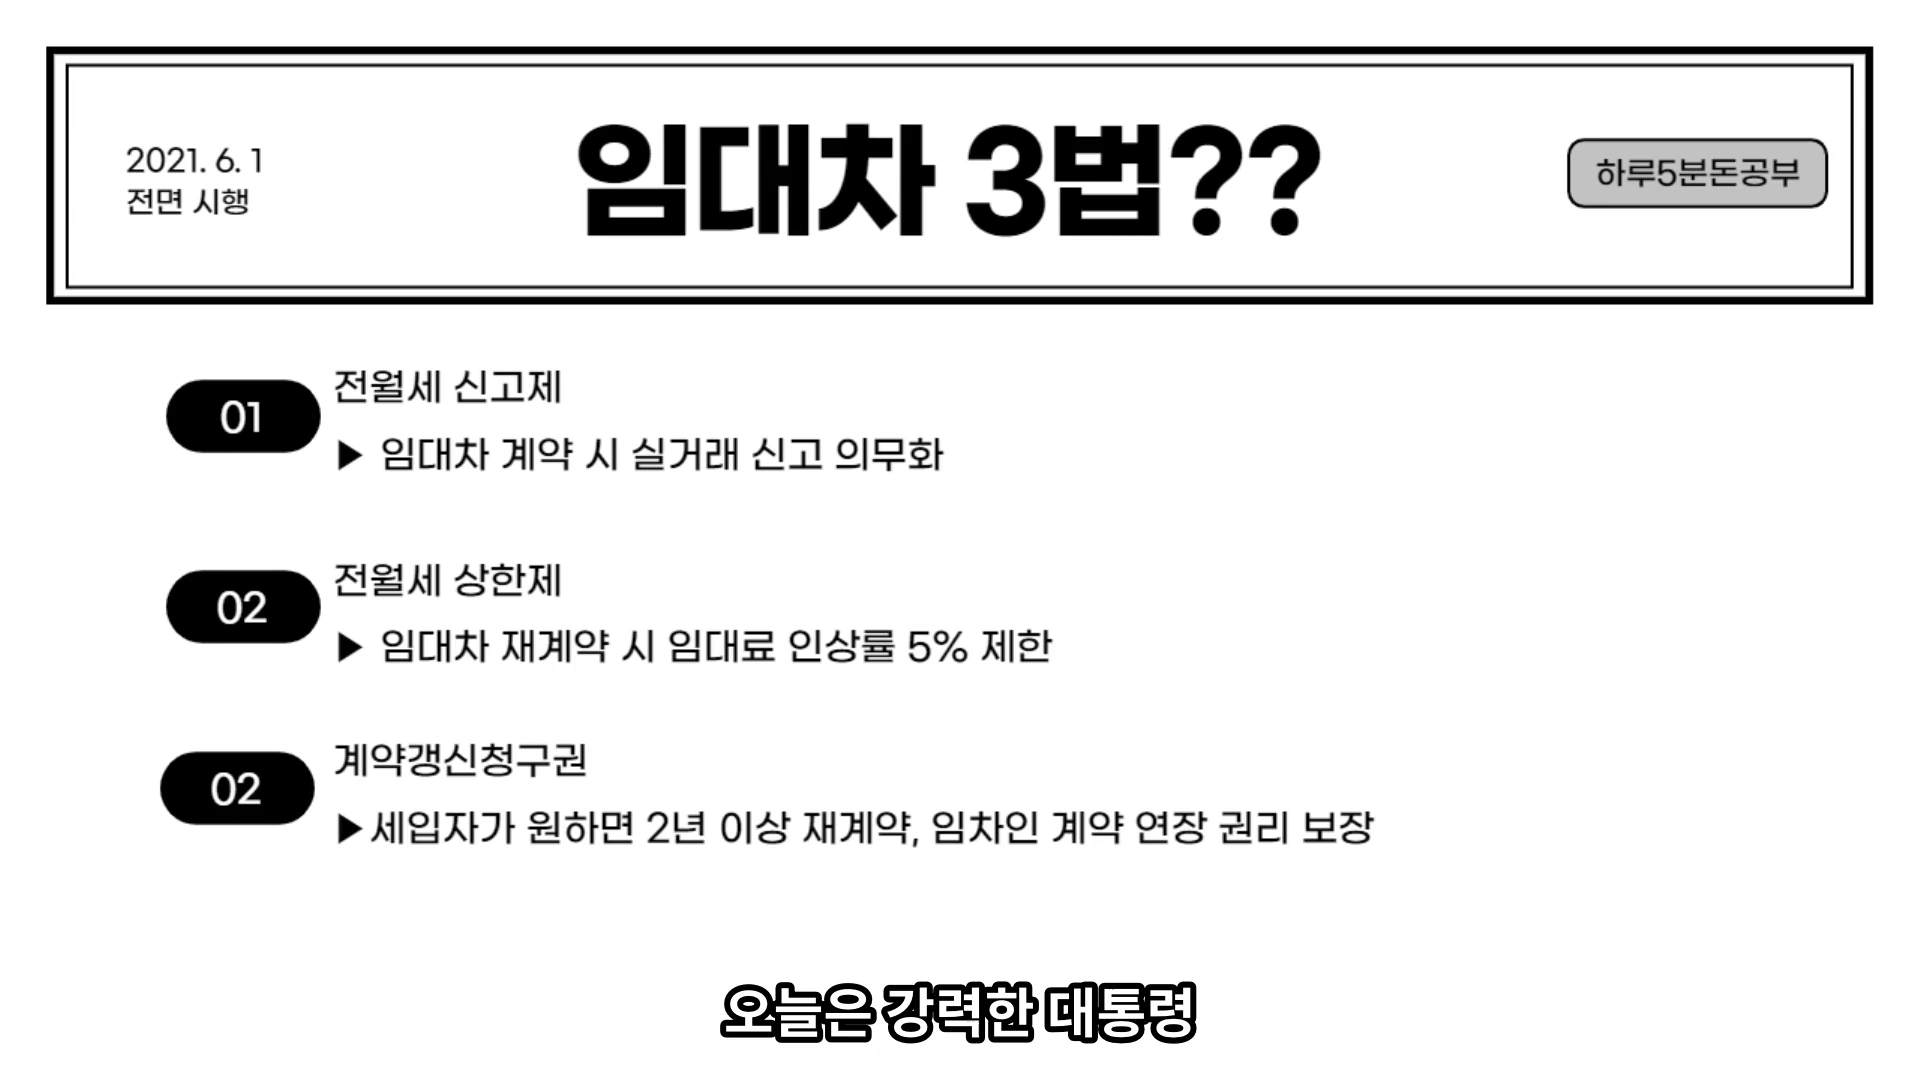 2021. 6. 1
전면 시행
임대차 3법??
하루5분돈공부
01
전월세 신고제
▶ 임대차 계약 시 실거래 신고 의무화
02
전월세 상한제
▶ 임대차 재계약 시 임대료 인상률 5% 제한
02
계약갱신청구권
▶세입자가 원하면 2년 이상 재계약, 임차인 계약 연장 권리 보장
오늘은 강력한 대통령